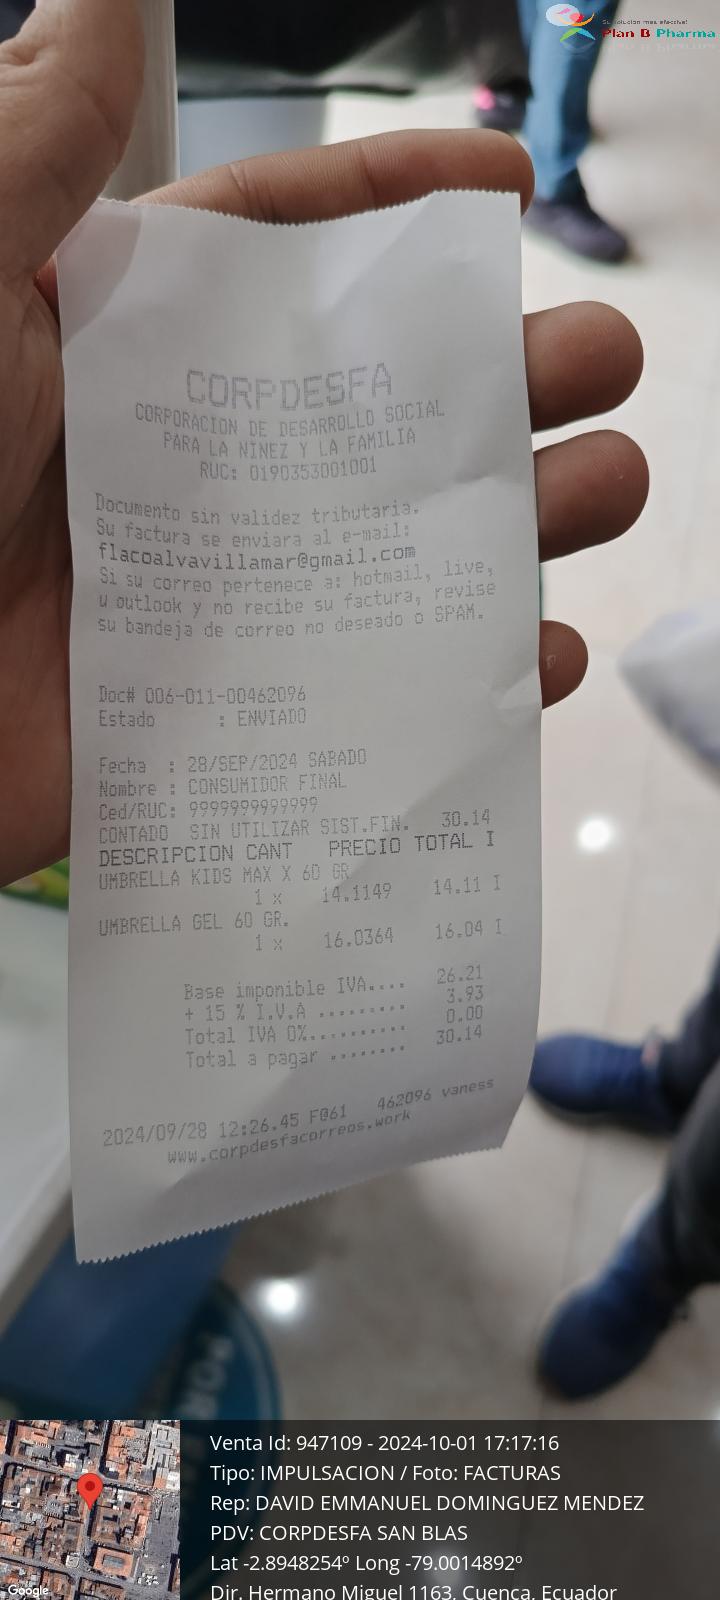 Su solución más efectiva!
Plan B Pharma
CORPDESFA
CORPORACION DE DESARROLLO SOCIAL
PARA LA NINEZ Y LA FAMILIA
RUC: 0190353001001
Documento sin validez tributaria.
Su factura se enviara al e-mail:
flacoalvavillamar@gmail.com
Si su correo pertenece a: hotmail, live,
u outlook y no recibe su factura, revise
su bandeja de correo no deseado o SPAM.
Doc# 006-011-00462096
Estado : ENVIADO
Fecha : 28/SEP/2024 SABADO
Nombre : CONSUMIDOR FINAL
Ced/RUC: 9999999999999
CONTADO SIN UTILIZAR SIST.FIN. 30.14
DESCRIPCION CANT PRECIO TOTAL I
UMBRELLA KIDS MAX X 60 GR
1 x 14.1149 14.11 I
UMBRELLA GEL 60 GR.
1 x 16.0364 16.04 I
Base imponible IVA.... 26.21
+ 15 % I.V.A ......... 3.93
Total IVA 0%.......... 0.00
Total a pagar ........ 30.14
2024/09/28 12:26.45 F061 462096 vaness
www.corpdesfacorreos.work
Venta Id: 947109 - 2024-10-01 17:17:16
Tipo: IMPULSACION / Foto: FACTURAS
Rep: DAVID EMMANUEL DOMINGUEZ MENDEZ
PDV: CORPDESFA SAN BLAS
Lat -2.8948254º Long -79.0014892º
Dir. Hermano Miguel 1163, Cuenca, Ecuador
Google